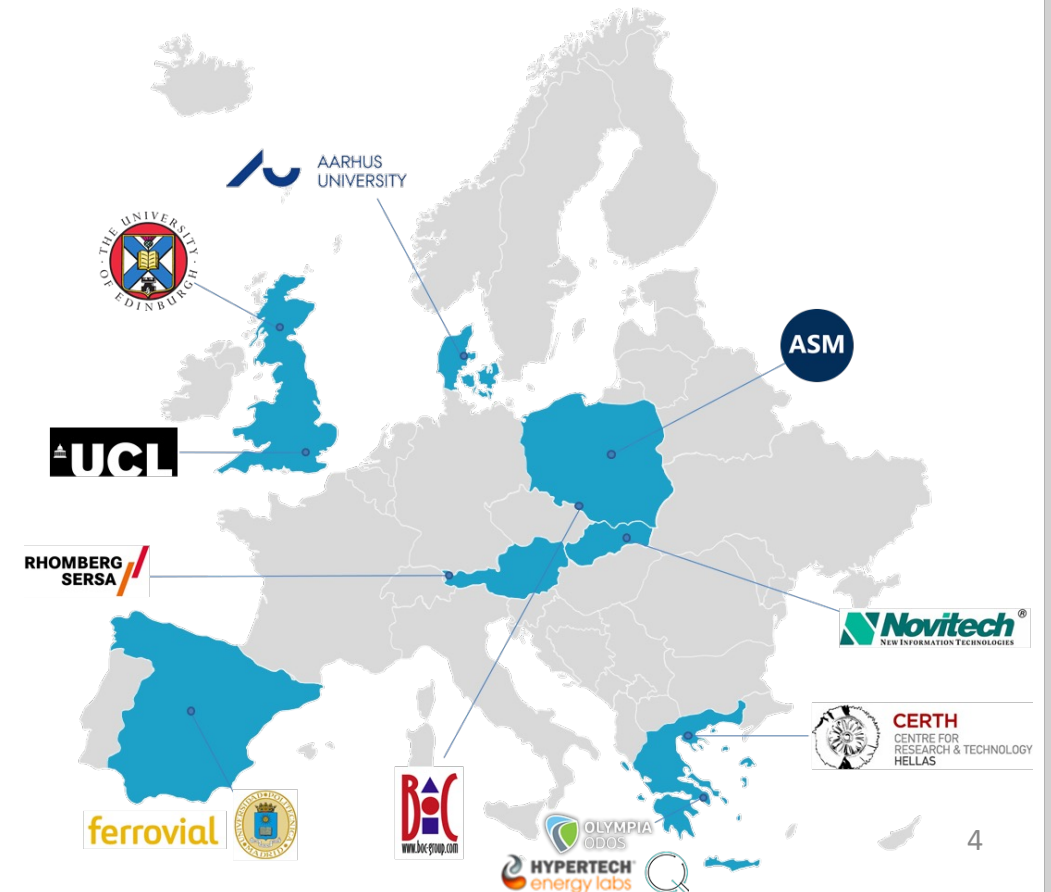 AARHUS
UNIVERSITY
THE UNIVERSITY
OF EDINBURGH
ASM
UCL
RHOMBERG
SERSA
Novitech®
NEW INFORMATION TECHNOLOGIES
CERTH
CENTRE FOR
RESEARCH & TECHNOLOGY
HELLAS
BOC
www.boc-group.com
ferrovial
OLYMPIA
ODOS
HYPERTECH
energy labs
4